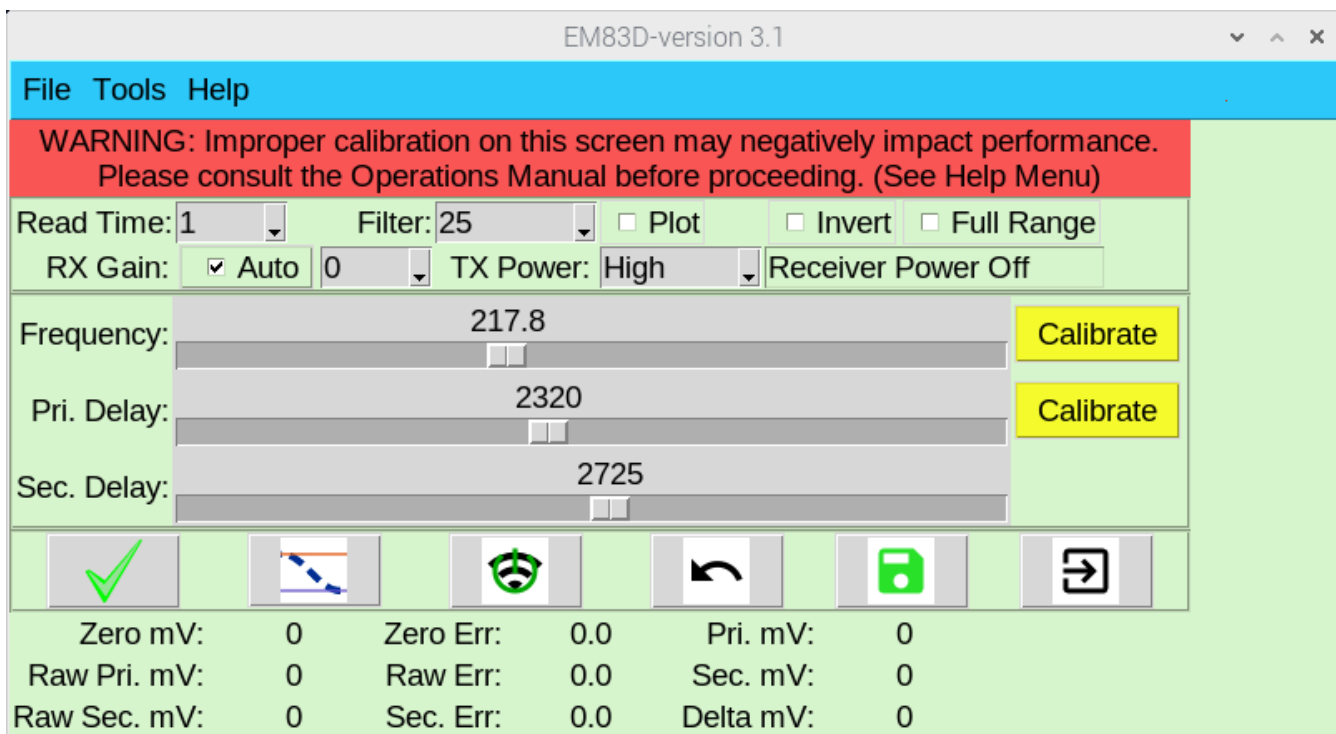 EM83D-version 3.1
File Tools Help
WARNING: Improper calibration on this screen may negatively impact performance.
Please consult the Operations Manual before proceeding. (See Help Menu)
Read Time: 1 Filter: 25 Plot Invert Full Range
RX Gain: Auto 0 TX Power: High Receiver Power Off
217.8
Frequency: Calibrate
2320
Pri. Delay: Calibrate
2725
Sec. Delay:
Zero mV: 0 Zero Err: 0.0 Pri. mV: 0
Raw Pri. mV: 0 Raw Err: 0.0 Sec. mV: 0
Raw Sec. mV: 0 Sec. Err: 0.0 Delta mV: 0